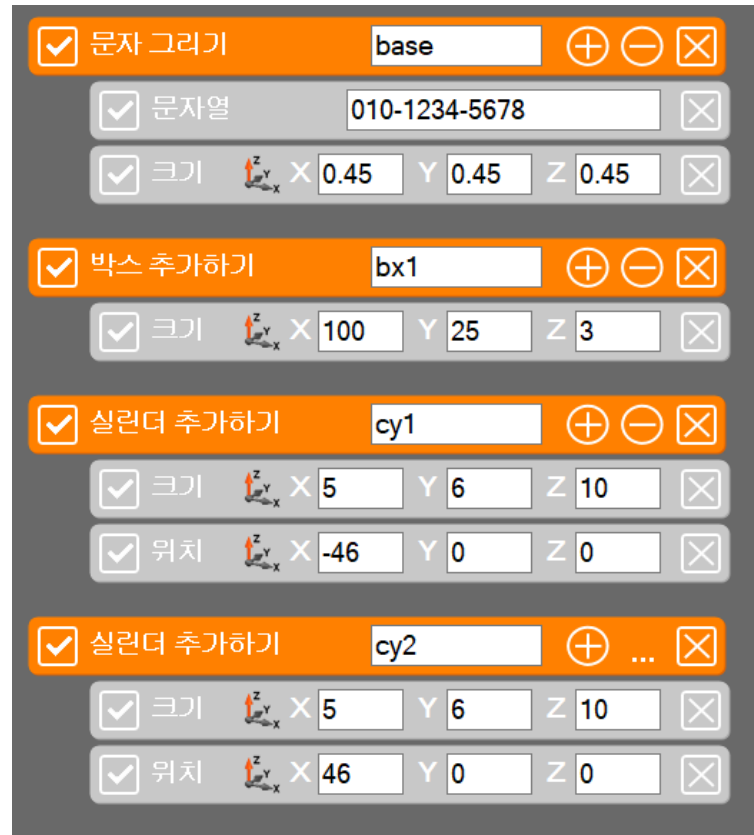 문자 그리기 base
문자열 010-1234-5678
크기 Z Y X X 0.45 Y 0.45 Z 0.45
박스 추가하기 bx1
크기 Z Y X X 100 Y 25 Z 3
실린더 추가하기 cy1
크기 Z Y X X 5 Y 6 Z 10
위치 Z Y X X -46 Y 0 Z 0
실린더 추가하기 cy2 ...
크기 Z Y X X 5 Y 6 Z 10
위치 Z Y X X 46 Y 0 Z 0